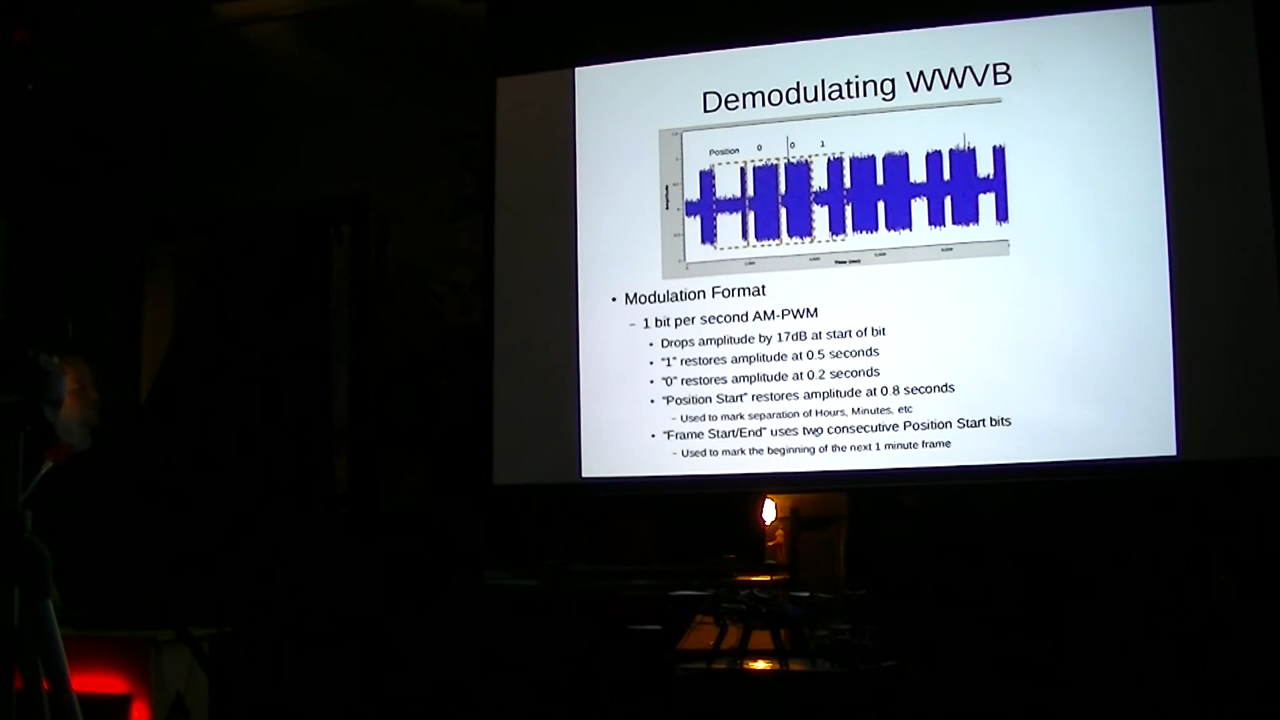 Demodulating WWVB
Position 0 0 1
Amplitude
Time (ms)
• Modulation Format
– 1 bit per second AM-PWM
• Drops amplitude by 17dB at start of bit
• "1" restores amplitude at 0.5 seconds
• "0" restores amplitude at 0.2 seconds
• "Position Start" restores amplitude at 0.8 seconds
– Used to mark separation of Hours, Minutes, etc
• "Frame Start/End" uses two consecutive Position Start bits
– Used to mark the beginning of the next 1 minute frame